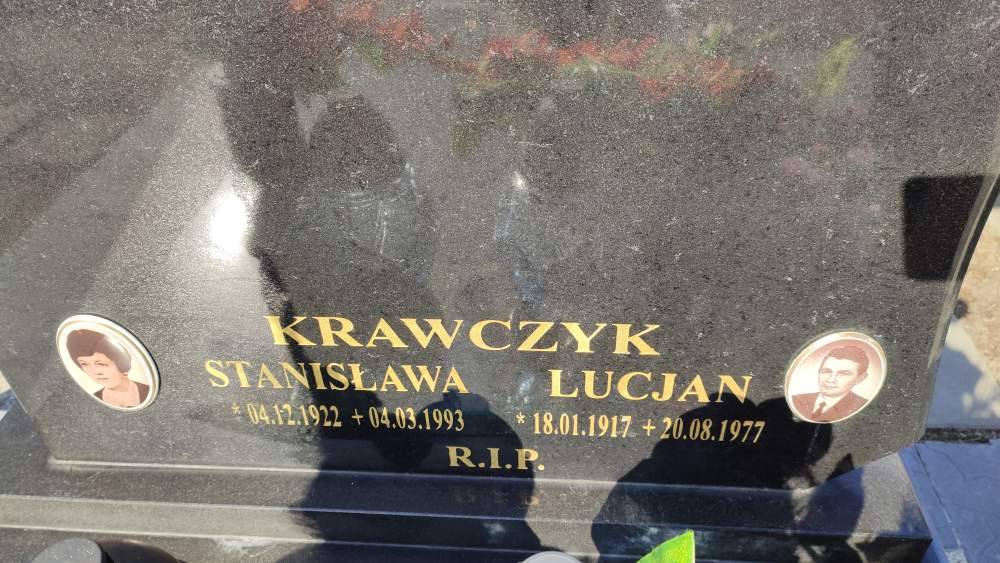 KRAWCZYK
STANISŁAWA LUCJAN
* 04.12.1922 + 04.03.1993 * 18.01.1917 + 20.08.1977
R.I.P.